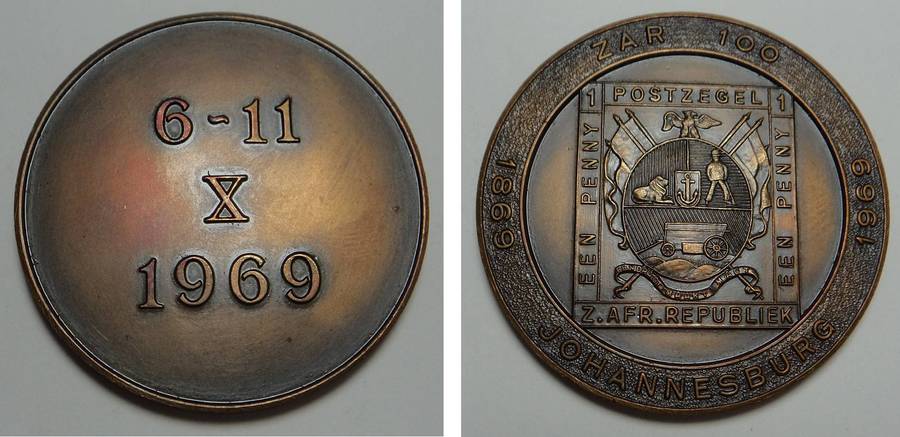 6-11
X
1969
ZAR 100
1869
1969
JOHANNESBURG
1 POSTZEGEL 1
EEN PENNY
EEN PENNY
Z. AFR. REPUBLIEK